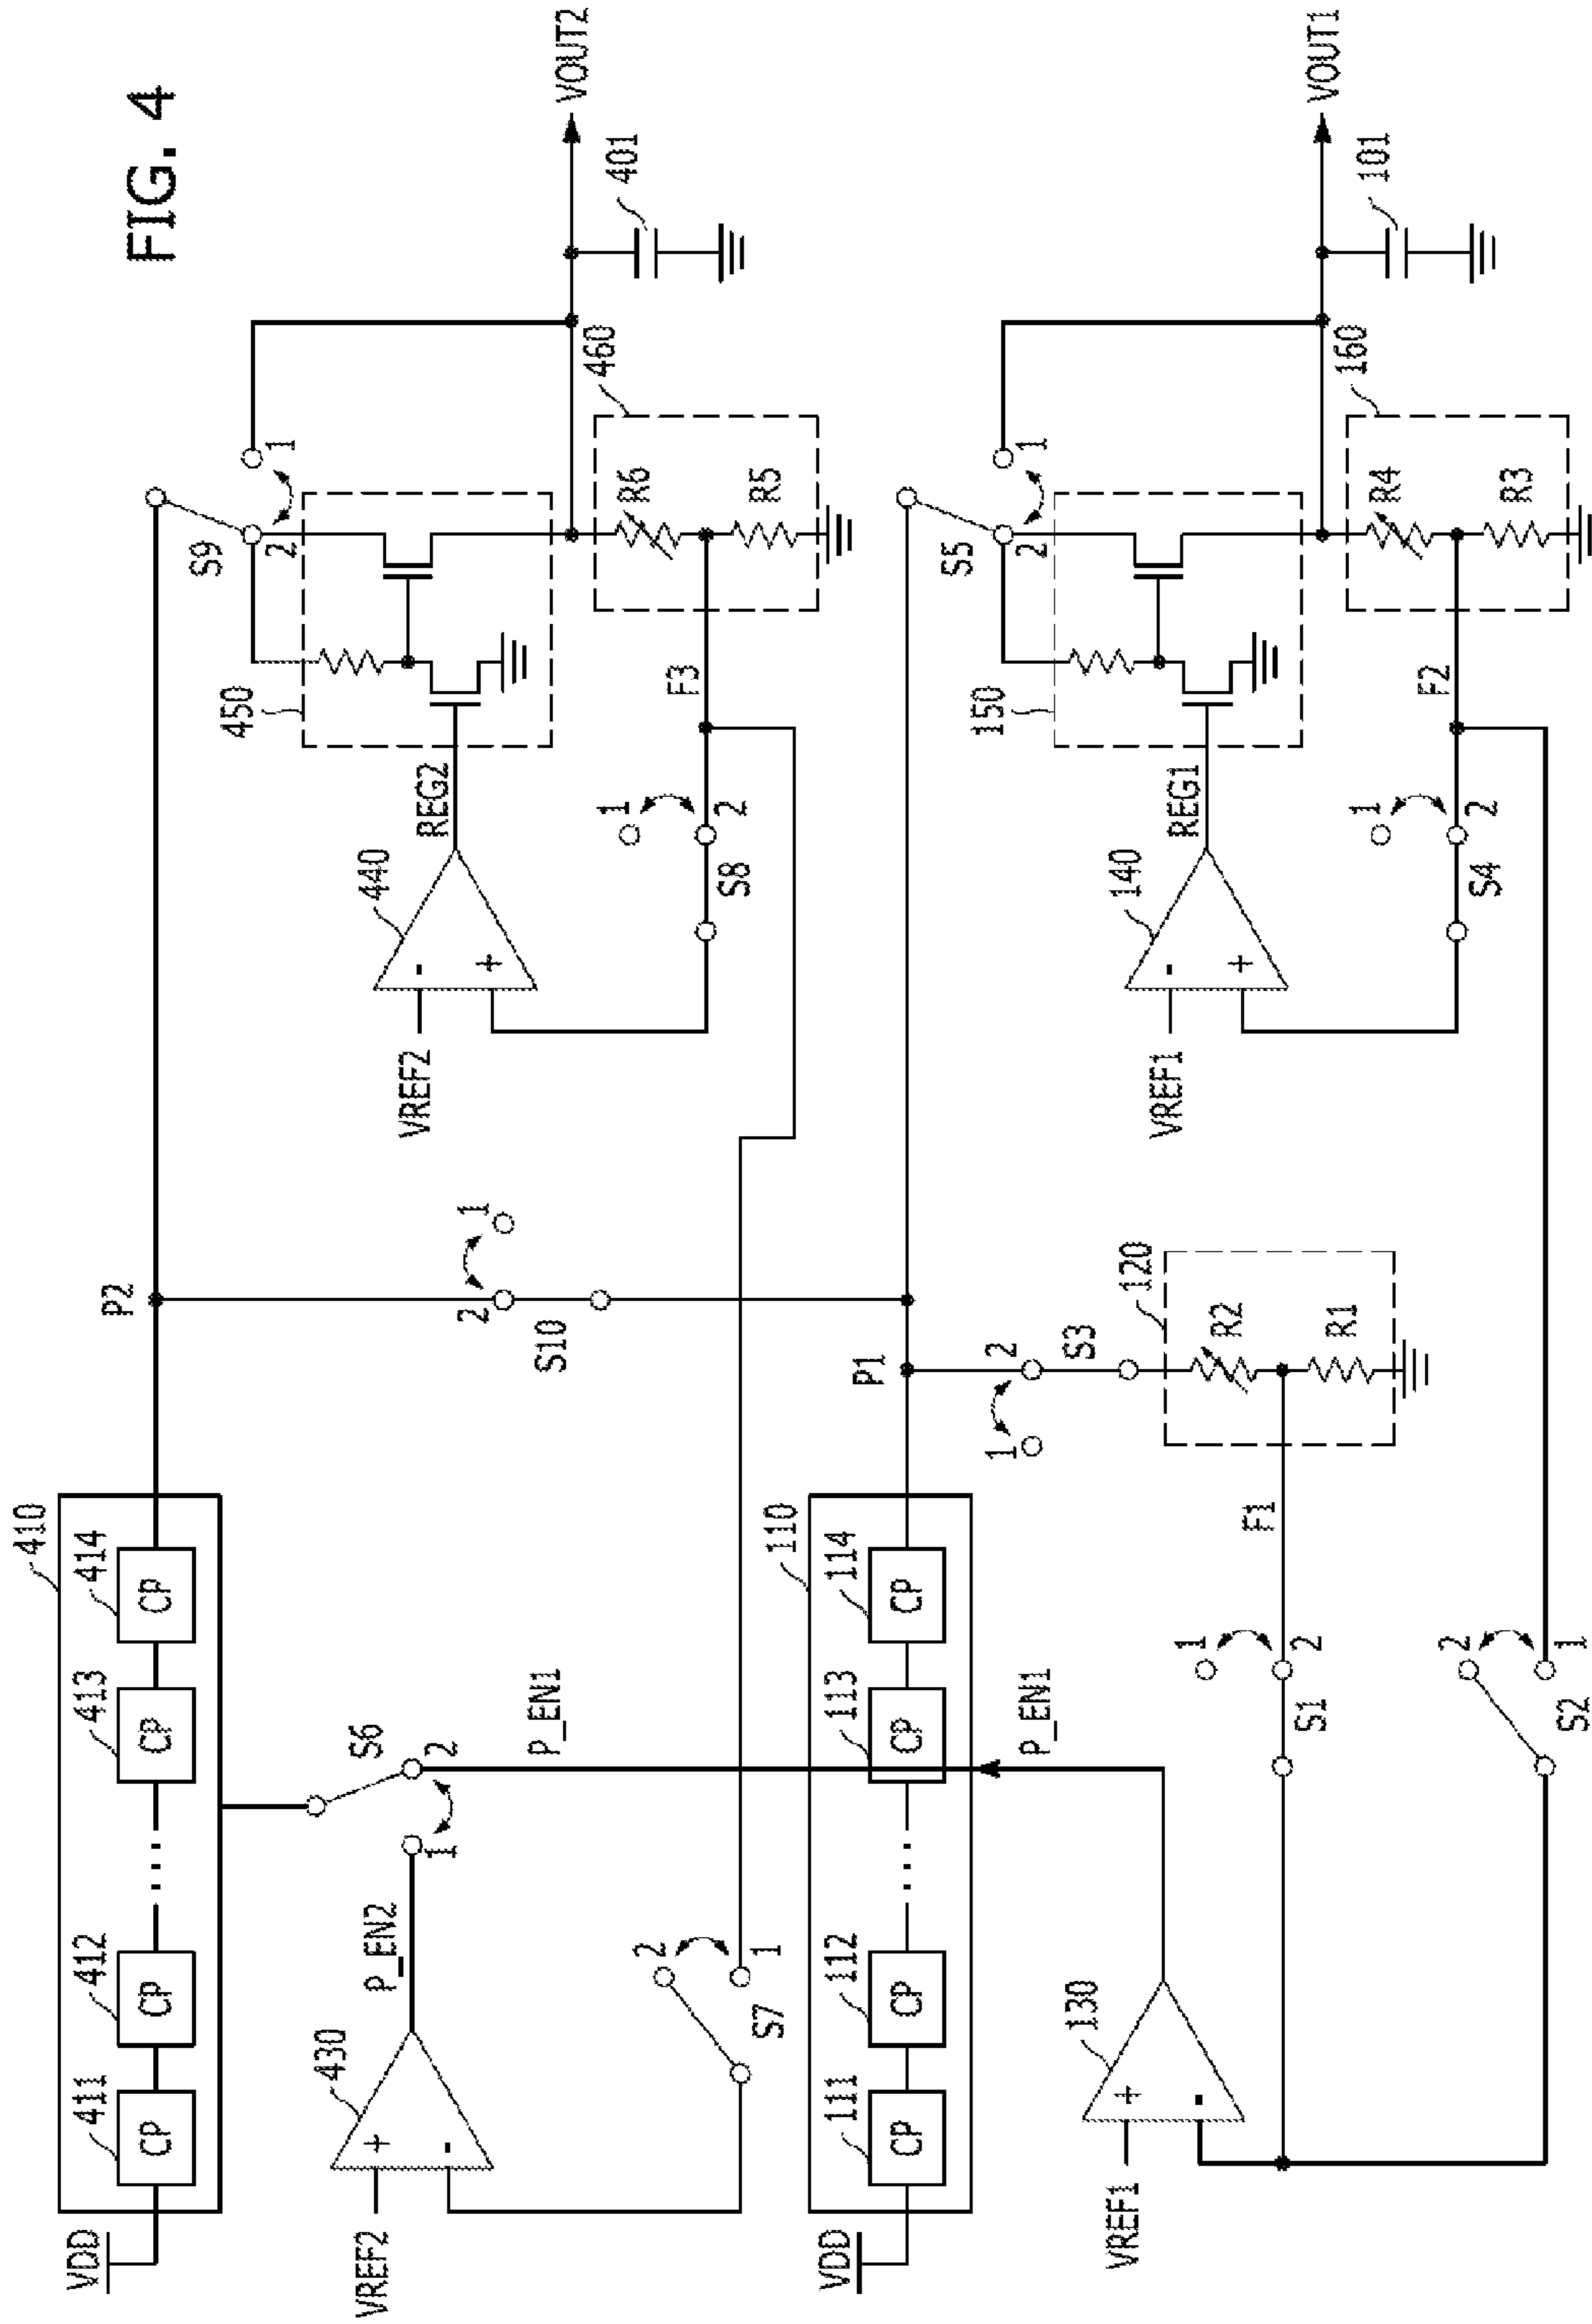 FIG. 4
VDD
410
411
CP
412
CP
...
413
CP
414
CP
P2
S9
2
1
450
REG2
440
-
+
VREF2
VOUT2
401
460
R6
R5
F3
S8
1
2
S10
2
1
S6
1
2
P_EN2
P_EN1
430
+
-
VREF2
S7
2
1
VDD
110
111
CP
112
CP
...
113
CP
114
CP
P1
S5
2
1
150
REG1
140
-
+
VREF1
VOUT1
101
160
R4
R3
F2
S4
1
2
S3
1
2
120
R2
R1
F1
P_EN1
130
+
-
VREF1
S1
1
2
S2
2
1